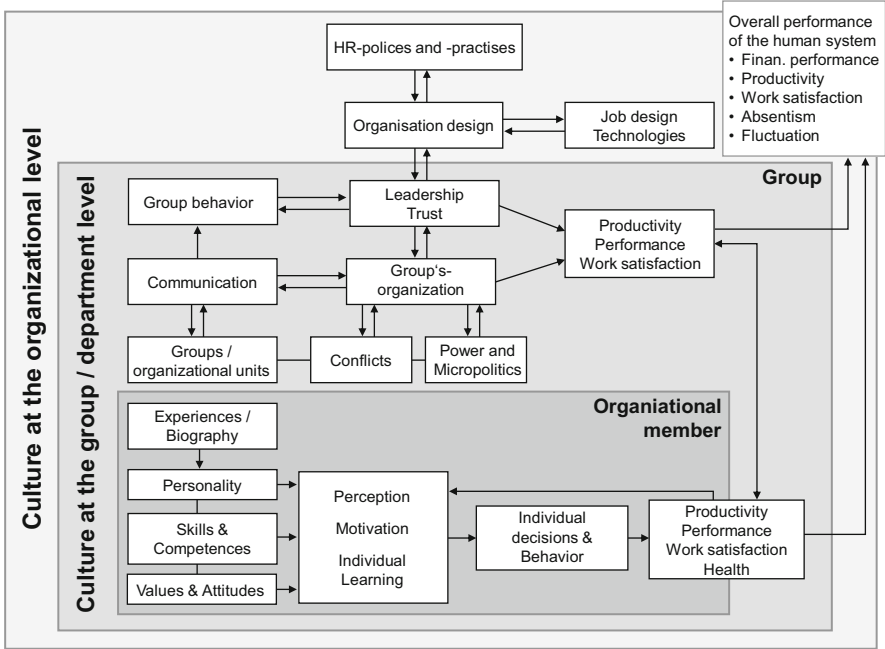 Overall performance
of the human system
• Finan. performance
• Productivity
• Work satisfaction
• Absentism
• Fluctuation
HR-polices and -practises
Organisation design
Job design
Technologies
Culture at the organizational level
Culture at the group / department level
Group
Group behavior
Leadership
Trust
Productivity
Performance
Work satisfaction
Communication
Group‘s-
organization
Groups /
organizational units
Conflicts
Power and
Micropolitics
Organiational
member
Experiences /
Biography
Personality
Skills &
Competences
Values & Attitudes
Perception
Motivation
Individual
Learning
Individual
decisions &
Behavior
Productivity
Performance
Work satisfaction
Health